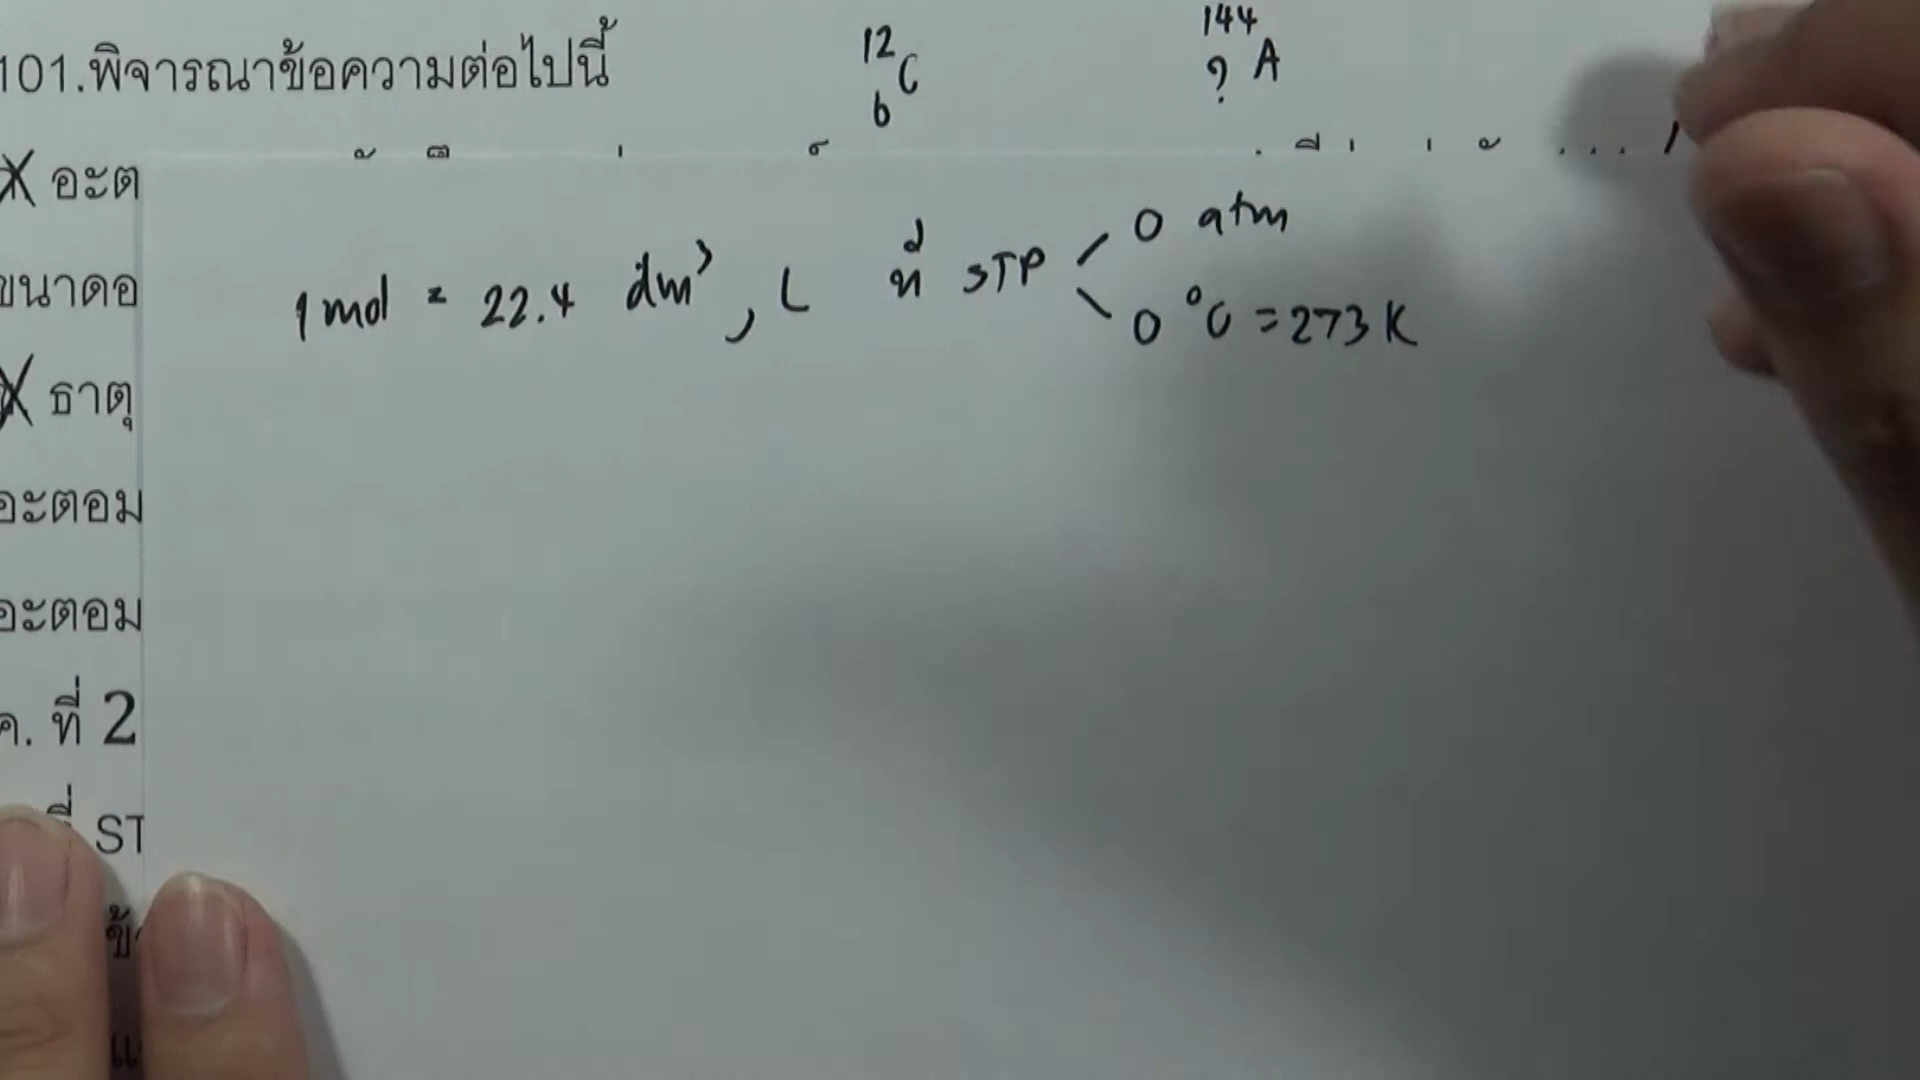 101.พิจารณาข้อความต่อไปนี้
12
6 C
144
? A
อะต
ขนาดอ
ธาตุ
อะตอม
อะตอม
ค. ที่ 2
ที่ ST
ข้
แ
1 mol = 22.4 dm³, L ที่ STP
0 atm
0 °C = 273 K